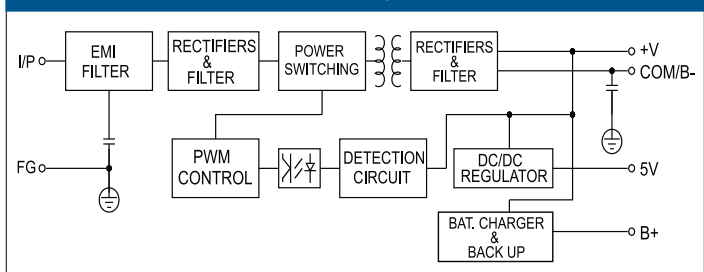 I/P
EMI
FILTER
RECTIFIERS
&
FILTER
POWER
SWITCHING
RECTIFIERS
&
FILTER
+V
COM/B-
FG
PWM
CONTROL
DETECTION
CIRCUIT
DC/DC
REGULATOR
5V
BAT. CHARGER
&
BACK UP
B+